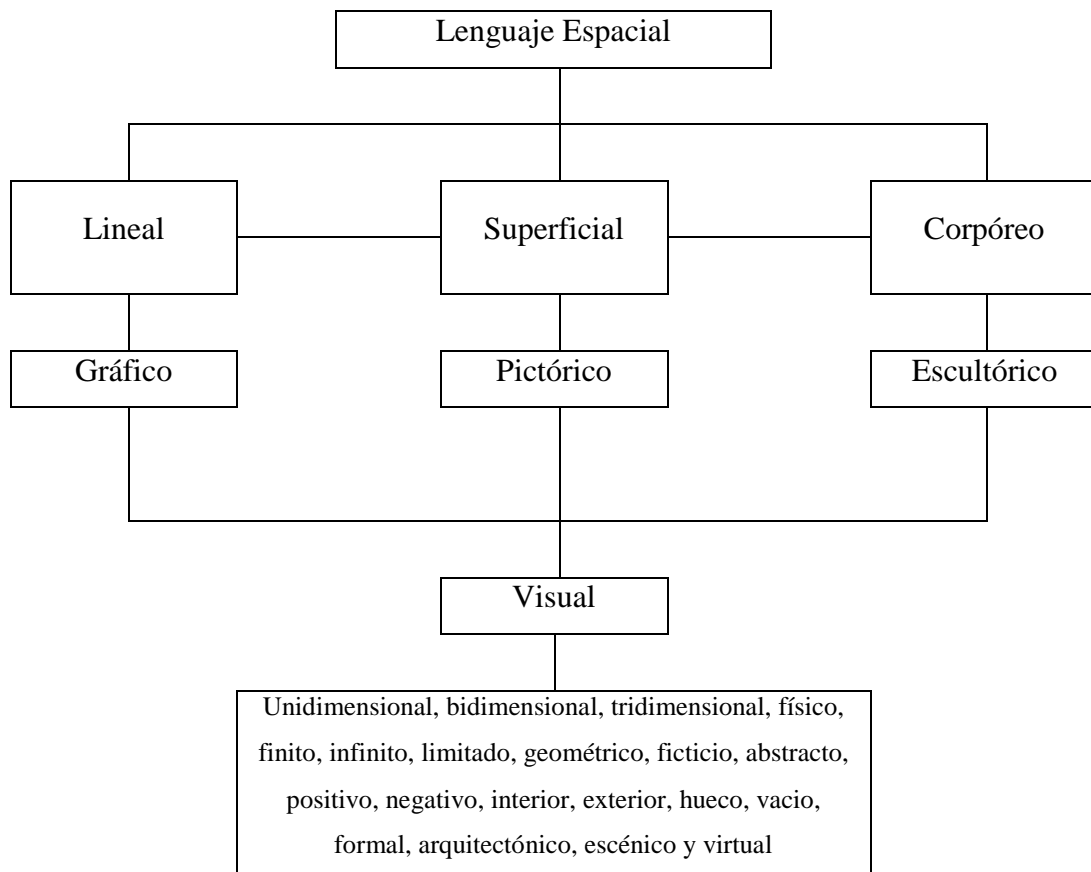 Lenguaje Espacial
Lineal
Superficial
Corpóreo
Gráfico
Pictórico
Escultórico
Visual
Unidimensional, bidimensional, tridimensional, físico,
finito, infinito, limitado, geométrico, ficticio, abstracto,
positivo, negativo, interior, exterior, hueco, vacio,
formal, arquitectónico, escénico y virtual